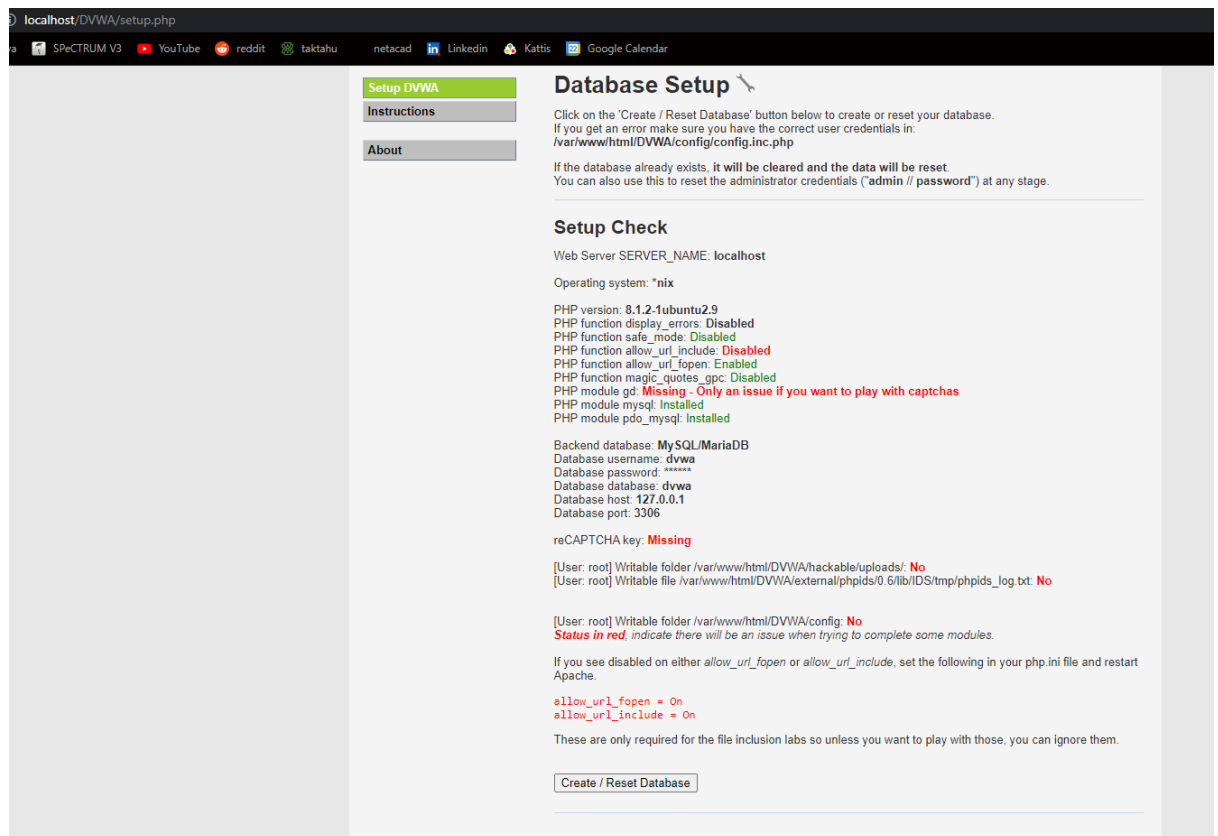 localhost/DVWA/setup.php
SPeCTRUM V3 YouTube reddit taktahu netacad Linkedin Kattis 22 Google Calendar
Setup DVWA
Instructions
About
Database Setup
Click on the 'Create / Reset Database' button below to create or reset your database.
If you get an error make sure you have the correct user credentials in:
/var/www/html/DVWA/config/config.inc.php
If the database already exists, it will be cleared and the data will be reset.
You can also use this to reset the administrator credentials ("admin // password") at any stage.
Setup Check
Web Server SERVER_NAME: localhost
Operating system: *nix
PHP version: 8.1.2-1ubuntu2.9
PHP function display_errors: Disabled
PHP function safe_mode: Disabled
PHP function allow_url_include: Disabled
PHP function allow_url_fopen: Enabled
PHP function magic_quotes_gpc: Disabled
PHP module gd: Missing - Only an issue if you want to play with captchas
PHP module mysql: Installed
PHP module pdo_mysql: Installed
Backend database: MySQL/MariaDB
Database username: dvwa
Database password: ******
Database database: dvwa
Database host: 127.0.0.1
Database port: 3306
reCAPTCHA key: Missing
[User: root] Writable folder /var/www/html/DVWA/hackable/uploads/: No
[User: root] Writable file /var/www/html/DVWA/external/phpids/0.6/lib/IDS/tmp/phpids_log.txt: No
[User: root] Writable folder /var/www/html/DVWA/config: No
Status in red, indicate there will be an issue when trying to complete some modules.
If you see disabled on either allow_url_fopen or allow_url_include, set the following in your php.ini file and restart
Apache.
allow_url_fopen = On
allow_url_include = On
These are only required for the file inclusion labs so unless you want to play with those, you can ignore them.
Create / Reset Database